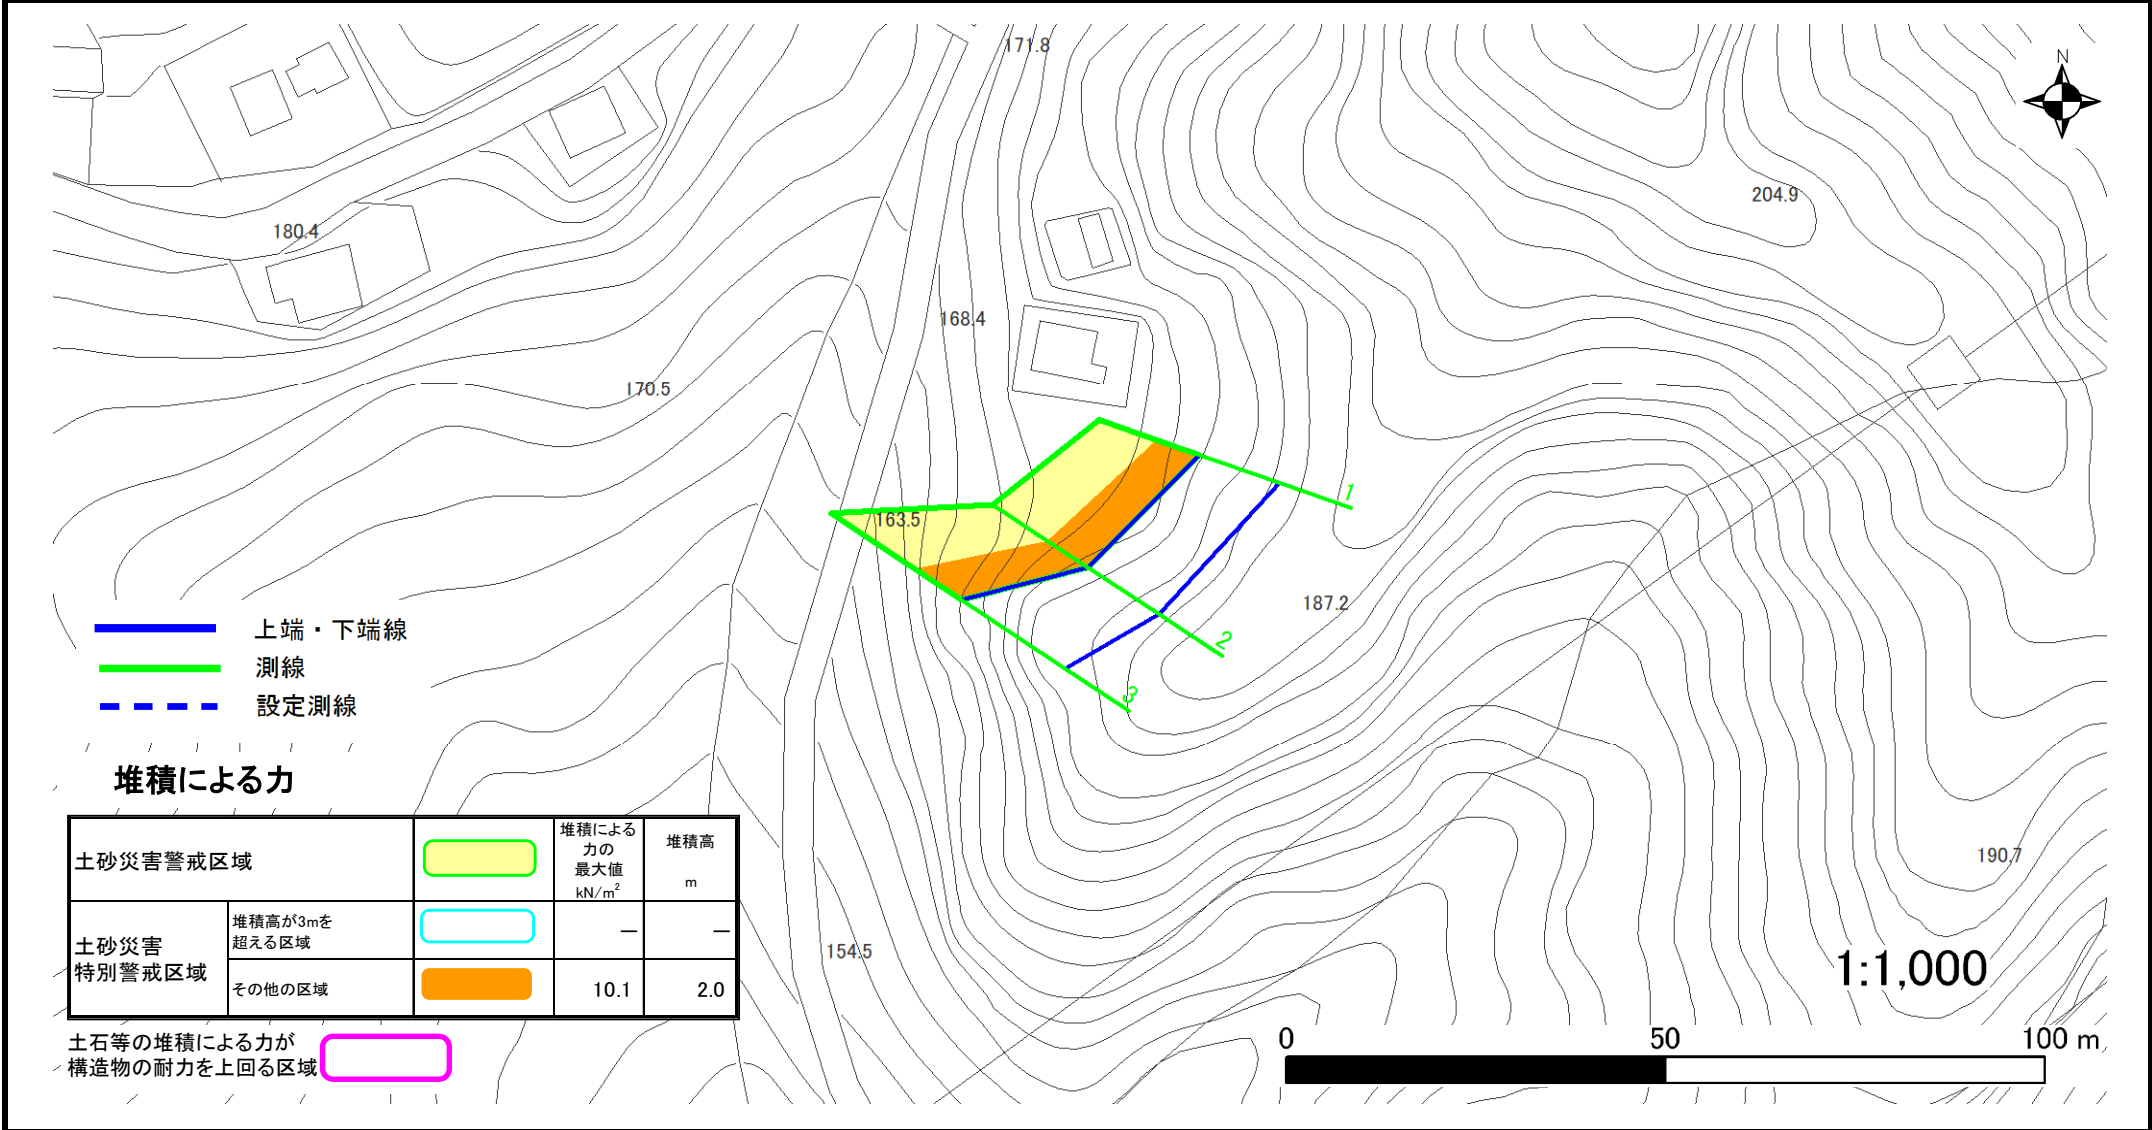 171.8
N
204.9
180.4
168.4
170.5
1
163.5
187.2
2
3
上端・下端線
測線
設定測線
堆積による力
土砂災害警戒区域
堆積による
力の
最大値
kN/m²
堆積高
m
土砂災害
特別警戒区域
堆積高が3mを
超える区域
—
—
その他の区域
10.1
2.0
土石等の堆積による力が
構造物の耐力を上回る区域
154.5
190.7
1:1,000
0
50
100 m